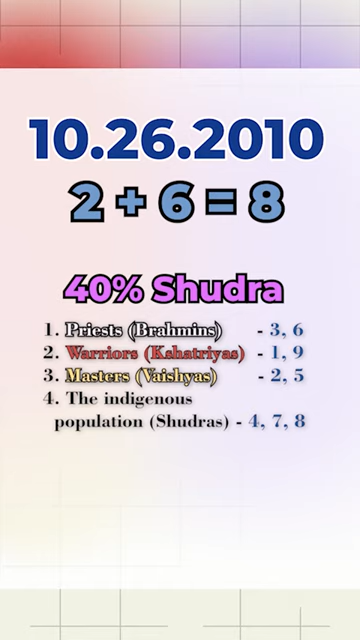 10.26.2010
2 + 6 = 8
40% Shudra
1. Priests (Brahmins) - 3, 6
2. Warriors (Kshatriyas) - 1, 9
3. Masters (Vaishyas) - 2, 5
4. The indigenous
population (Shudras) - 4, 7, 8